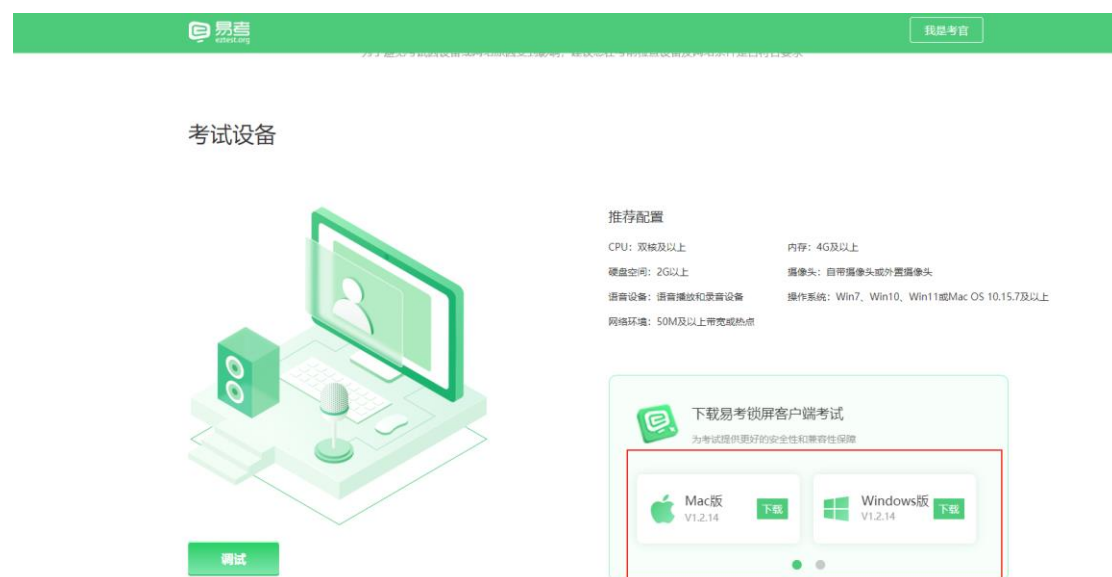 易考
eztest.org
我是考官
考试设备
推荐配置
CPU：双核及以上 内存：4G及以上
硬盘空间：2G以上 摄像头：自带摄像头或外置摄像头
语音设备：语音播放和录音设备 操作系统：Win7、Win10、Win11或Mac OS 10.15.7及以上
网络环境：50M及以上带宽或热点
下载易考锁屏客户端考试
为考试提供更好的安全性和兼容性保障
Mac版
V1.2.14
下载
Windows版
V1.2.14
下载
调试